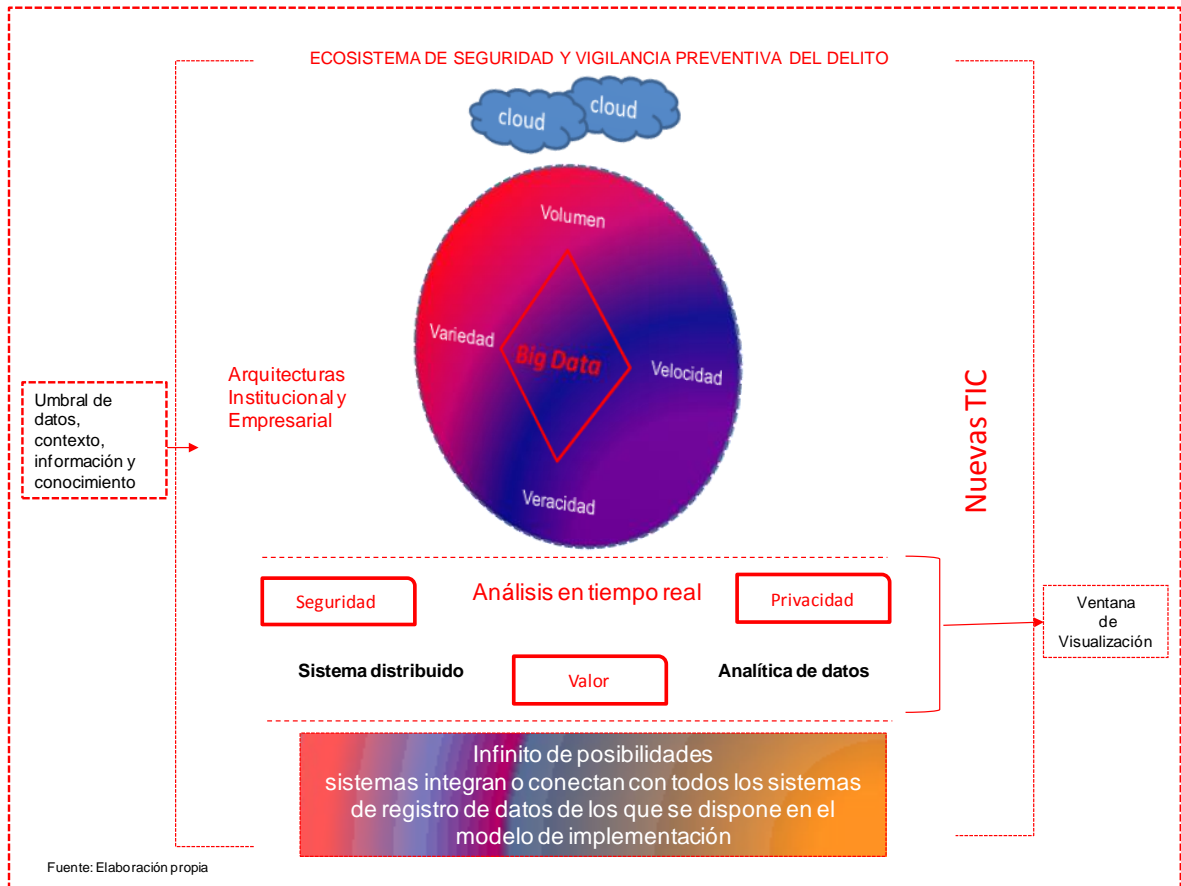 ECOSISTEMA DE SEGURIDAD Y VIGILANCIA PREVENTIVA DEL DELITO
cloud
cloud
Volumen
Variedad
Big Data
Velocidad
Veracidad
Arquitecturas
Institucional y
Empresarial
Umbral de
datos,
contexto,
información y
conocimiento
Nuevas TIC
Seguridad
Análisis en tiempo real
Privacidad
Sistema distribuido
Valor
Analítica de datos
Ventana
de
Visualización
Infinito de posibilidades
sistemas integran o conectan con todos los sistemas
de registro de datos de los que se dispone en el
modelo de implementación
Fuente: Elaboración propia